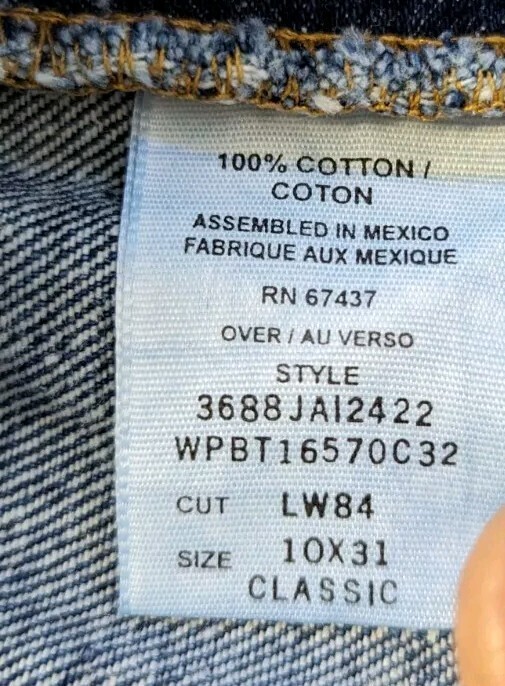 100% COTTON /
COTON
ASSEMBLED IN MEXICO
FABRIQUE AUX MEXIQUE
RN 67437
OVER / AU VERSO
STYLE
3688JAI2422
WPBT16570C32
CUT LW84
SIZE 10X31
CLASSIC